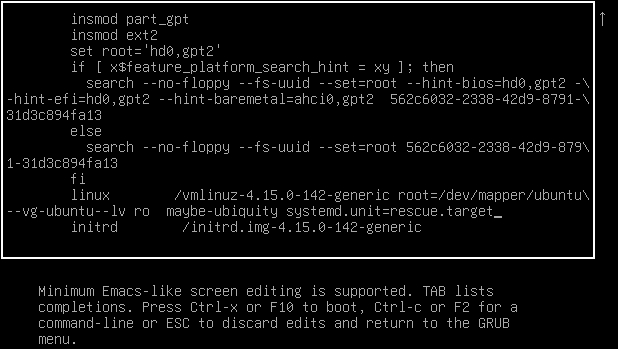 insmod part_gpt
insmod ext2
set root='hd0,gpt2'
if [ x$feature_platform_search_hint = xy ]; then
search --no-floppy --fs-uuid --set=root --hint-bios=hd0,gpt2 -\
-hint-efi=hd0,gpt2 --hint-baremetal=ahci0,gpt2  562c6032-2338-42d9-8791-\
31d3c894fa13
else
search --no-floppy --fs-uuid --set=root 562c6032-2338-42d9-879\
1-31d3c894fa13
fi
linux        /vmlinuz-4.15.0-142-generic root=/dev/mapper/ubuntu\
--vg-ubuntu--lv ro  maybe-ubiquity systemd.unit=rescue.target_
initrd        /initrd.img-4.15.0-142-generic
↑
Minimum Emacs-like screen editing is supported. TAB lists
completions. Press Ctrl-x or F10 to boot, Ctrl-c or F2 for a
command-line or ESC to discard edits and return to the GRUB
menu.